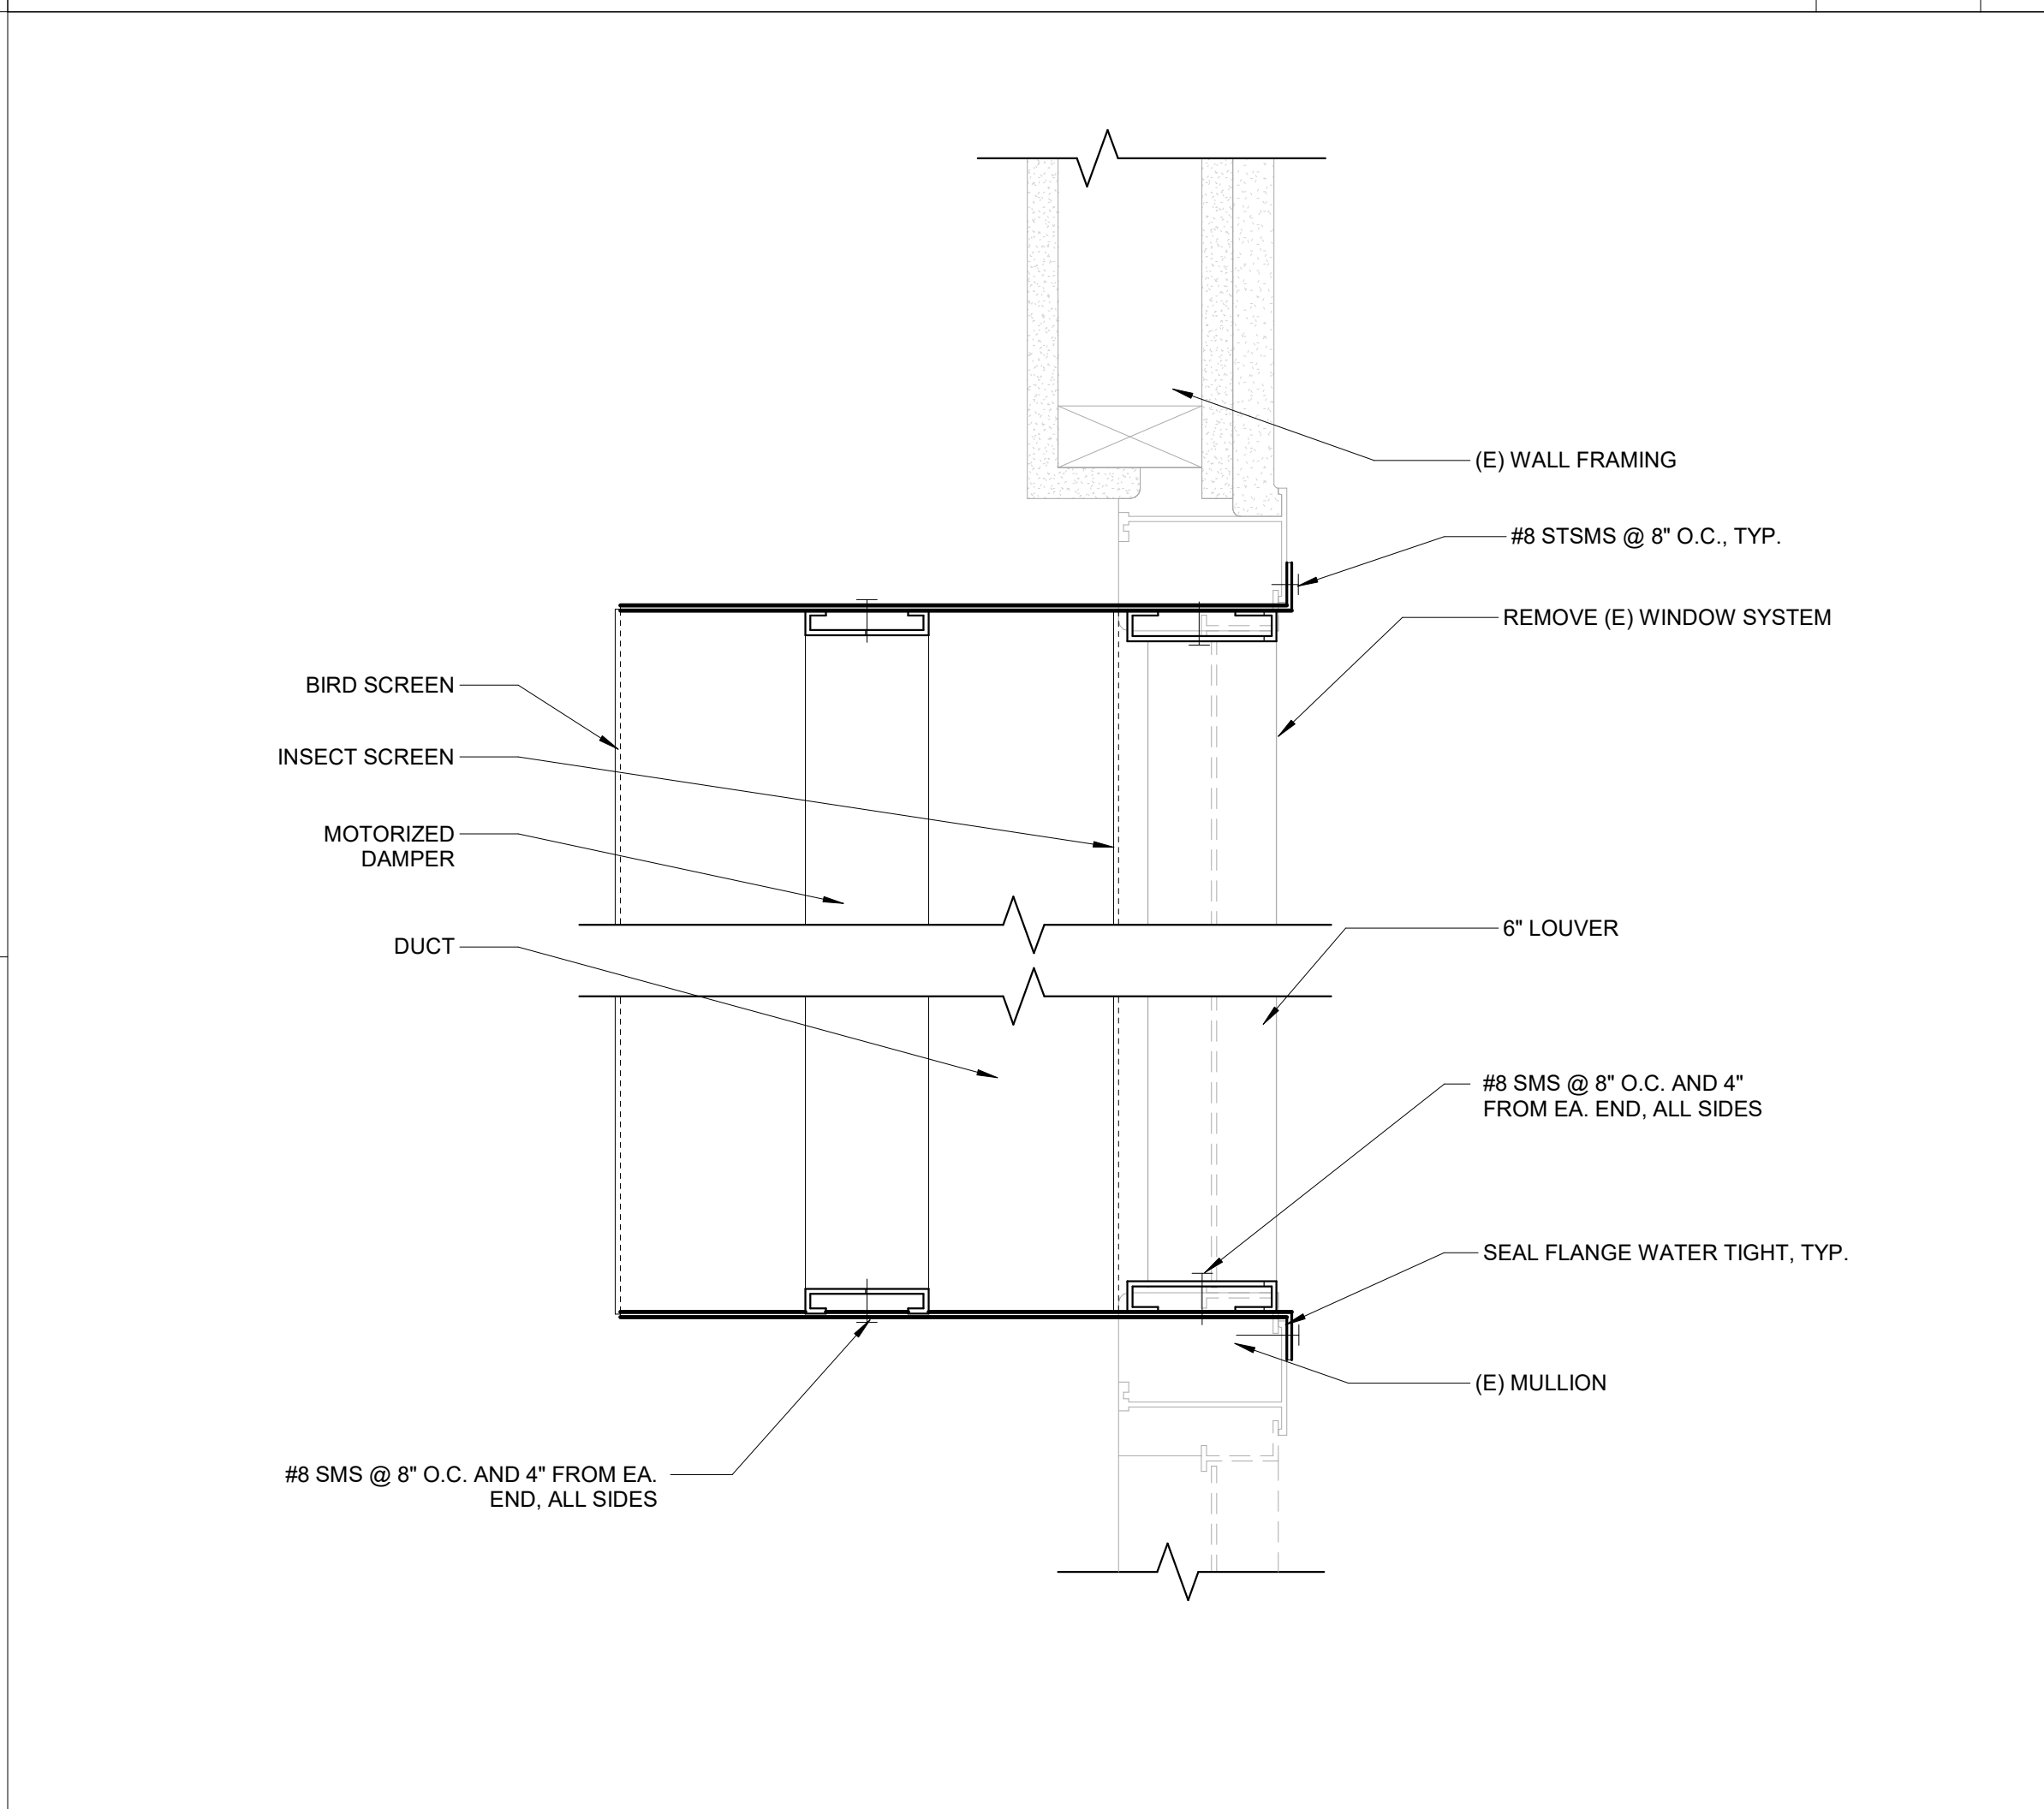 (E) WALL FRAMING
#8 STSMS @ 8" O.C., TYP.
REMOVE (E) WINDOW SYSTEM
BIRD SCREEN
INSECT SCREEN
MOTORIZED
DAMPER
DUCT
6" LOUVER
#8 SMS @ 8" O.C. AND 4"
FROM EA. END, ALL SIDES
SEAL FLANGE WATER TIGHT, TYP.
(E) MULLION
#8 SMS @ 8" O.C. AND 4" FROM EA.
END, ALL SIDES